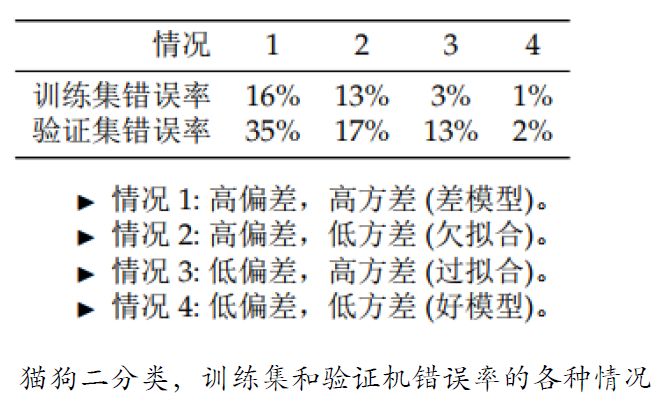 情况 1 2 3 4
训练集错误率 16% 13% 3% 1%
验证集错误率 35% 17% 13% 2%
► 情况 1: 高偏差，高方差 (差模型)。
► 情况 2: 高偏差，低方差 (欠拟合)。
► 情况 3: 低偏差，高方差 (过拟合)。
► 情况 4: 低偏差，低方差 (好模型)。
猫狗二分类，训练集和验证机错误率的各种情况